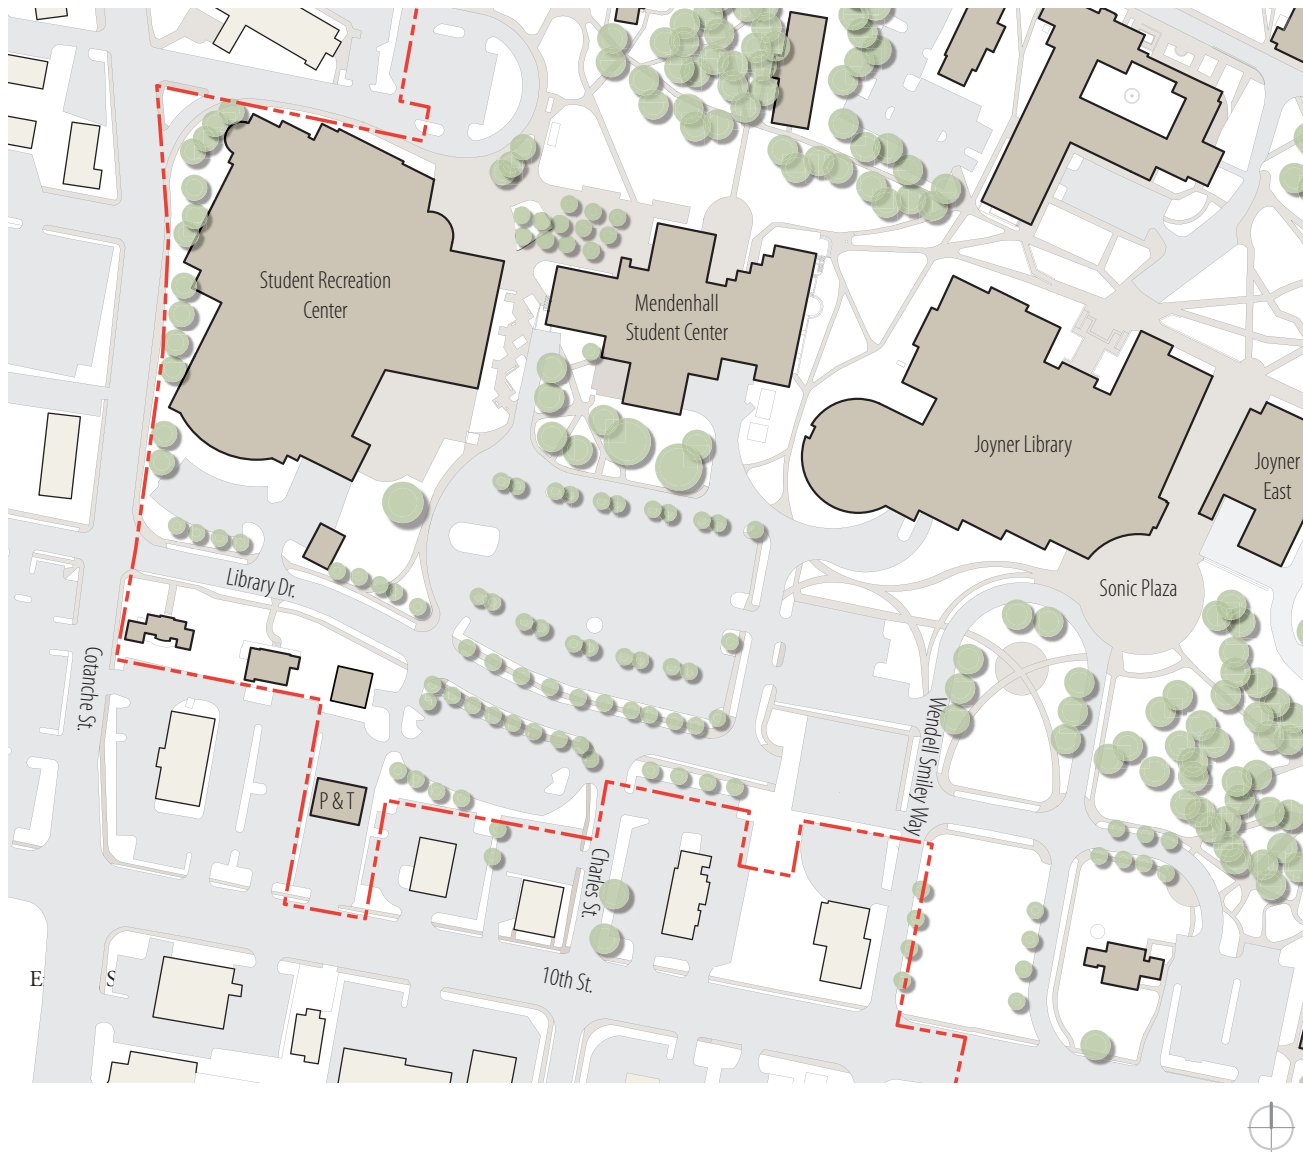 Student Recreation
Center
Mendenhall
Student Center
Joyner Library
Joyner
East
Sonic Plaza
Library Dr.
Cotanche St.
Wendell Smiley Way
P & T
Charles St.
10th St.